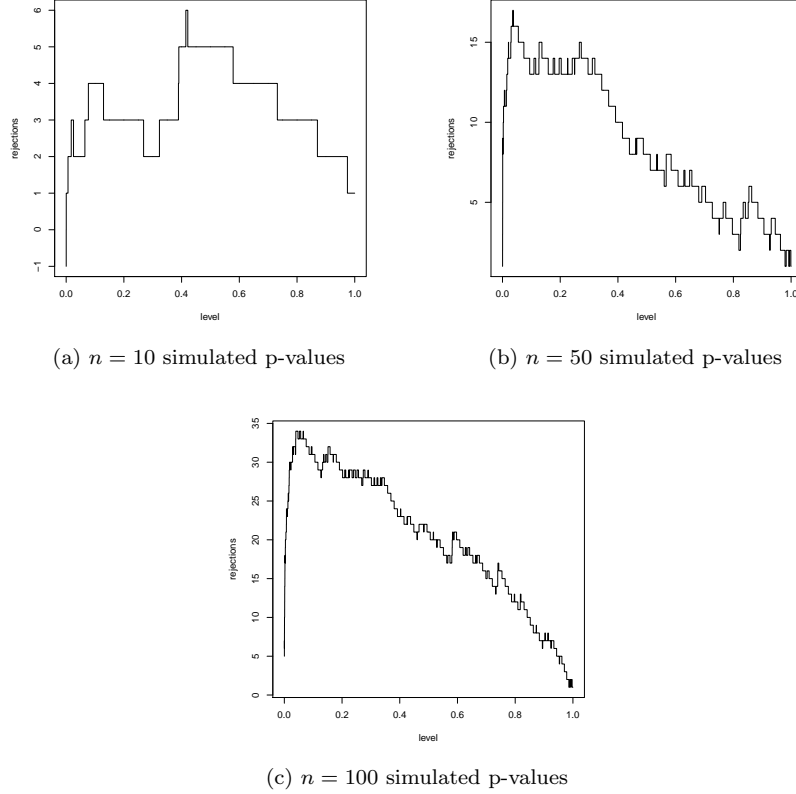 6
5
4
3
2
1
0
−1
rejections
0.0 0.2 0.4 0.6 0.8 1.0
level
(a) n = 10 simulated p-values
15
10
5
rejections
0.0 0.2 0.4 0.6 0.8 1.0
level
(b) n = 50 simulated p-values
35
30
25
20
15
10
5
0
rejections
0.0 0.2 0.4 0.6 0.8 1.0
level
(c) n = 100 simulated p-values